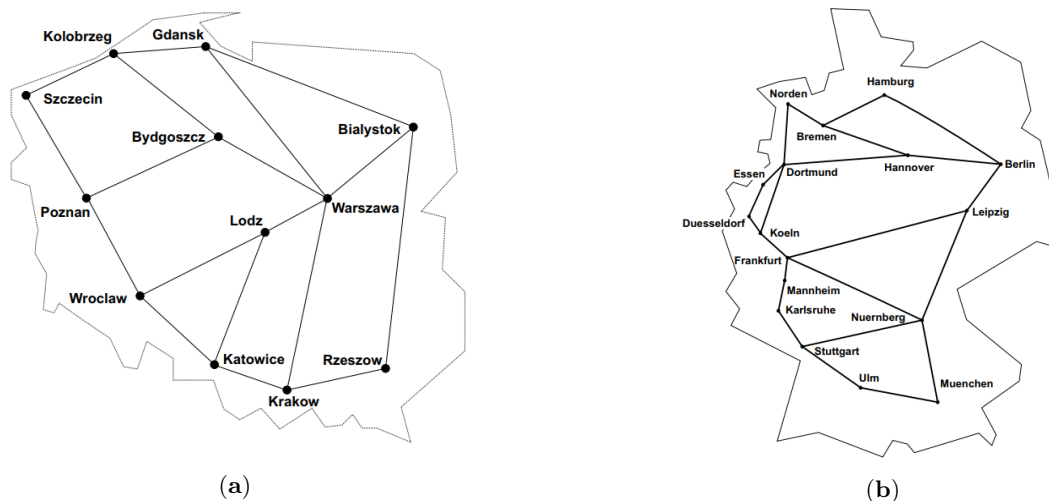 Kolobrzeg
Gdansk
Szczecin
Bydgoszcz
Bialystok
Poznan
Lodz
Warszawa
Wroclaw
Katowice
Rzeszow
Krakow
(a)
Hamburg
Norden
Bremen
Essen
Dortmund
Hannover
Berlin
Duesseldorf
Koeln
Leipzig
Frankfurt
Mannheim
Karlsruhe
Nuernberg
Stuttgart
Ulm
Muenchen
(b)